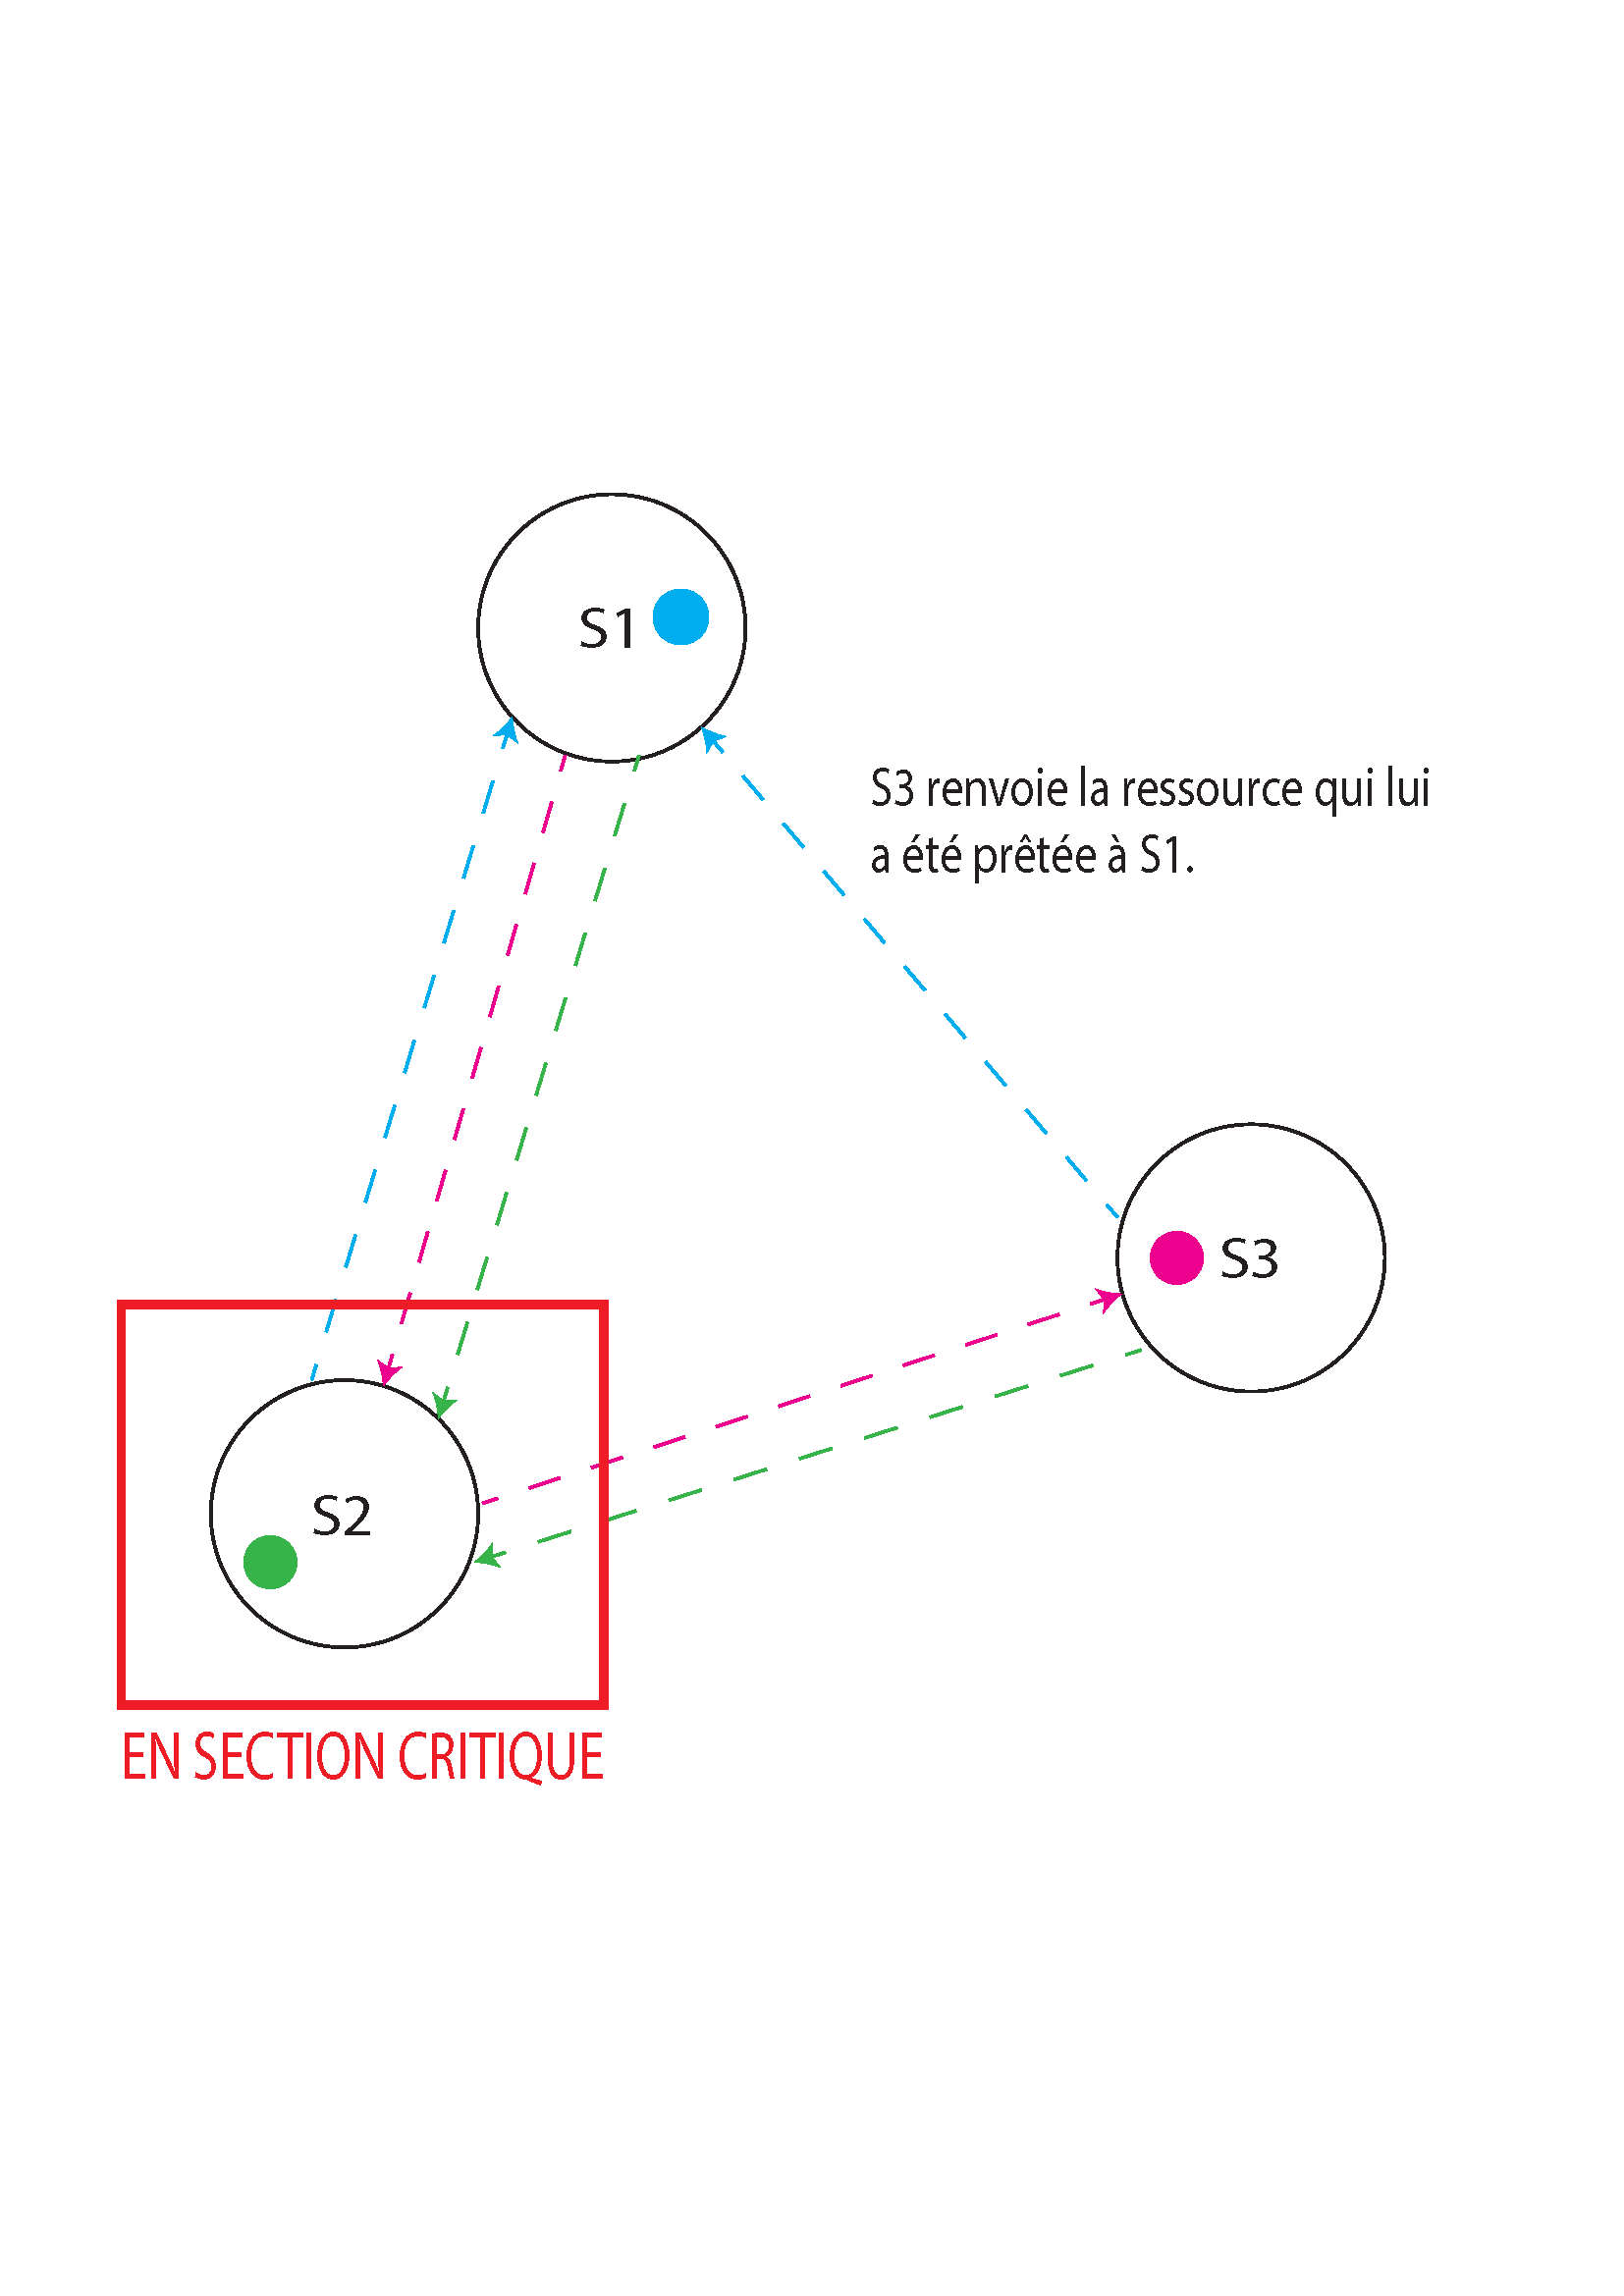 S1
S3 renvoie la ressource qui lui
a été prêtée à S1.
S3
S2
EN SECTION CRITIQUE